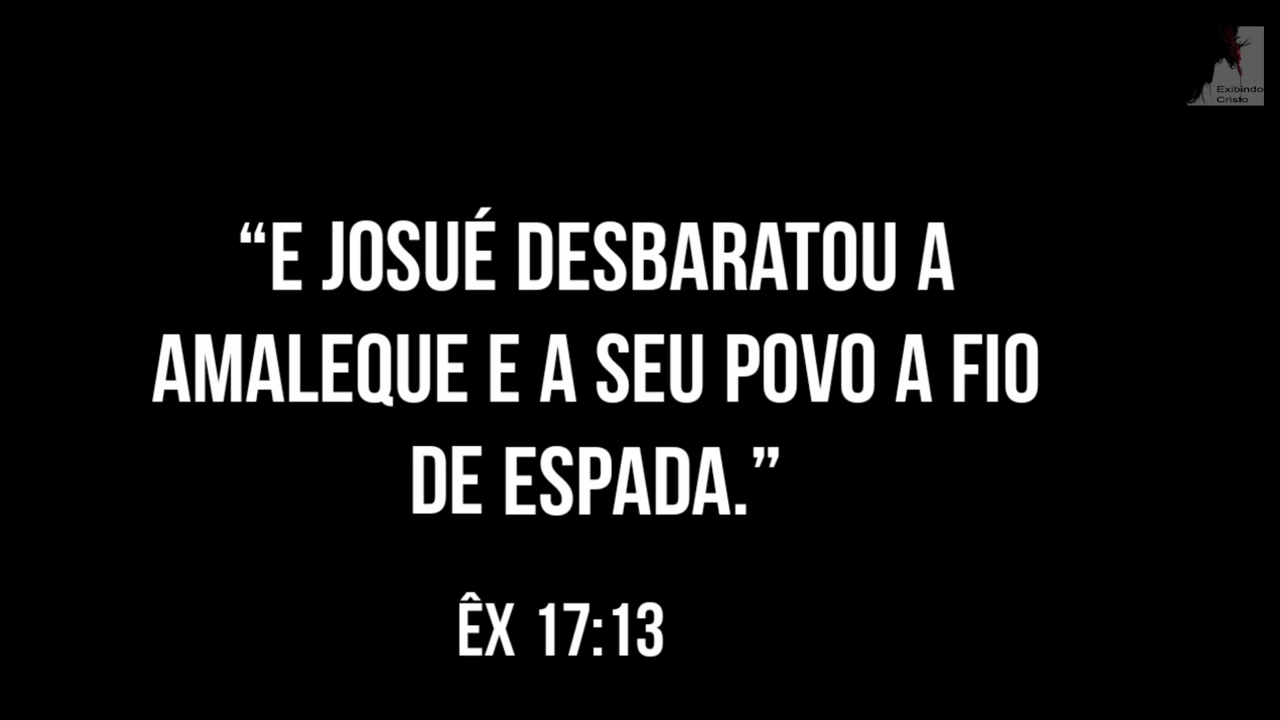 Exibindo
Cristo
“E JOSUÉ DESBARATOU A
AMALEQUE E A SEU POVO A FIO
DE ESPADA.”
ÊX 17:13